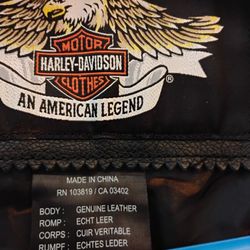 MOTOR
HARLEY-DAVIDSON
CLOTHES
®
AN AMERICAN LEGEND
MADE IN CHINA
RN 103819 / CA 03402
BODY : GENUINE LEATHER
ROMP : ECHT LEER
CORPS : CUIR VERITABLE
RUMPF : ECHTES LEDER